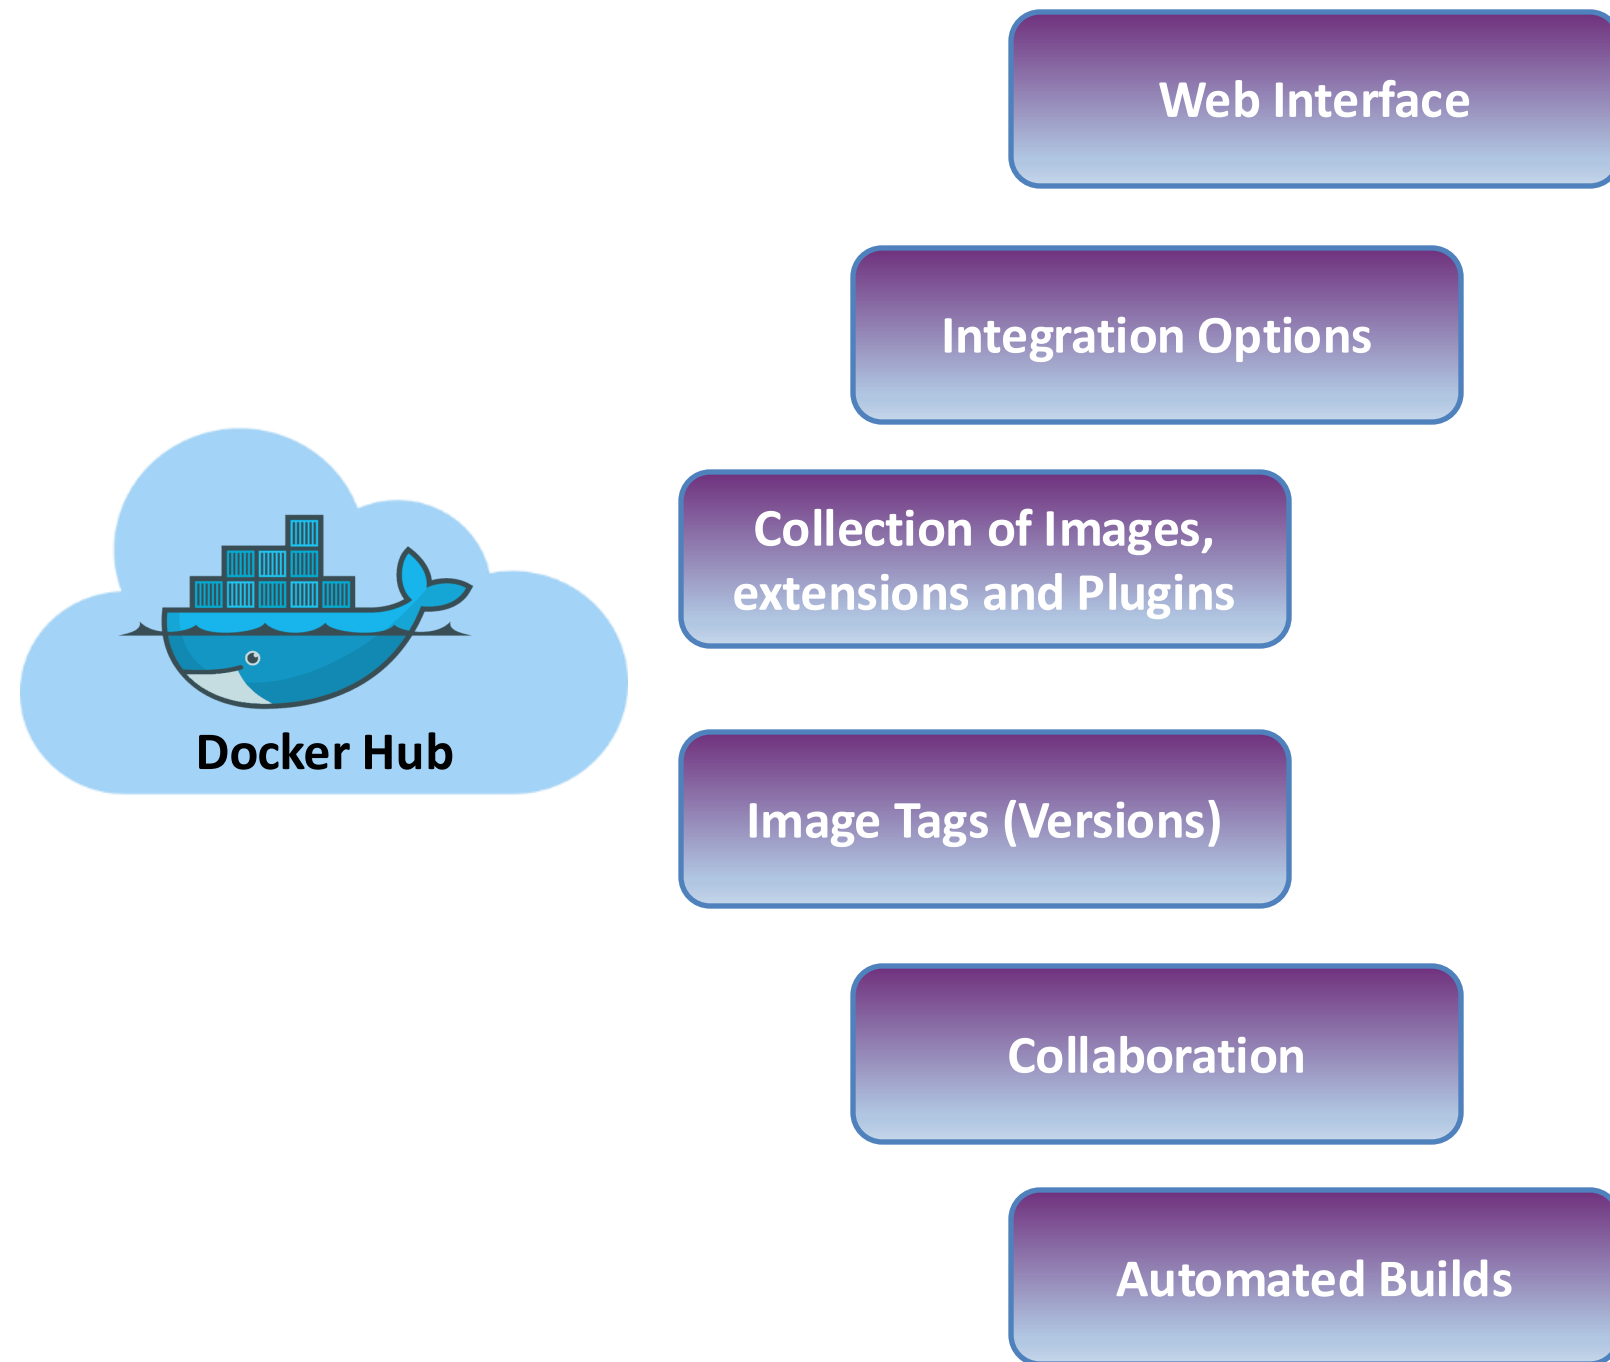 Web Interface
Integration Options
Collection of Images,
extensions and Plugins
Docker Hub
Image Tags (Versions)
Collaboration
Automated Builds